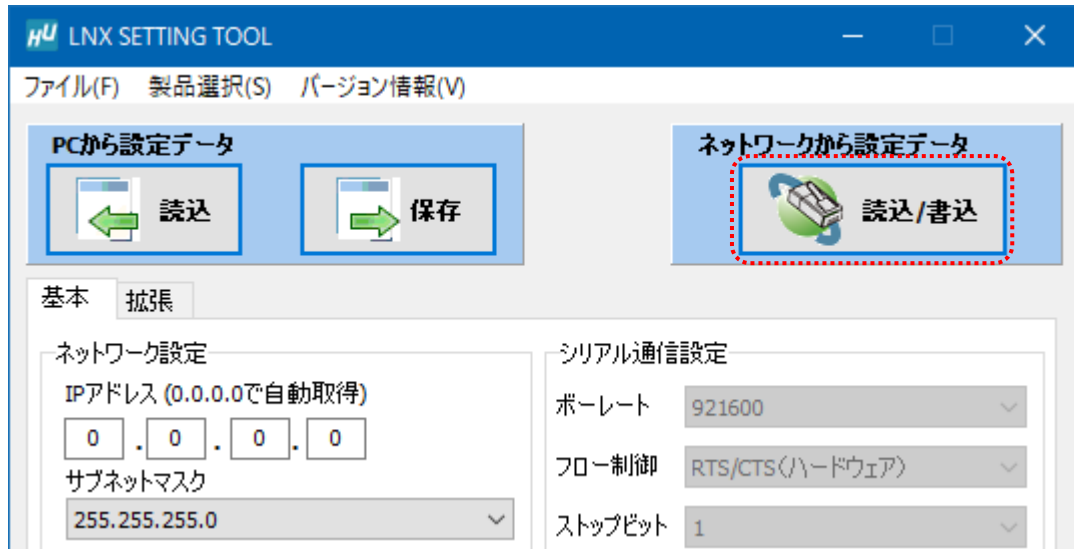 HU LNX SETTING TOOL
ファイル(F) 製品選択(S) バージョン情報(V)
PCから設定データ
読込
保存
ネットワークから設定データ
読込/書込
基本
拡張
ネットワーク設定
IPアドレス (0.0.0.0で自動取得)
0 . 0 . 0 . 0
サブネットマスク
255.255.255.0
シリアル通信設定
ボーレート 921600
フロー制御 RTS/CTS(ハードウェア)
ストップビット 1